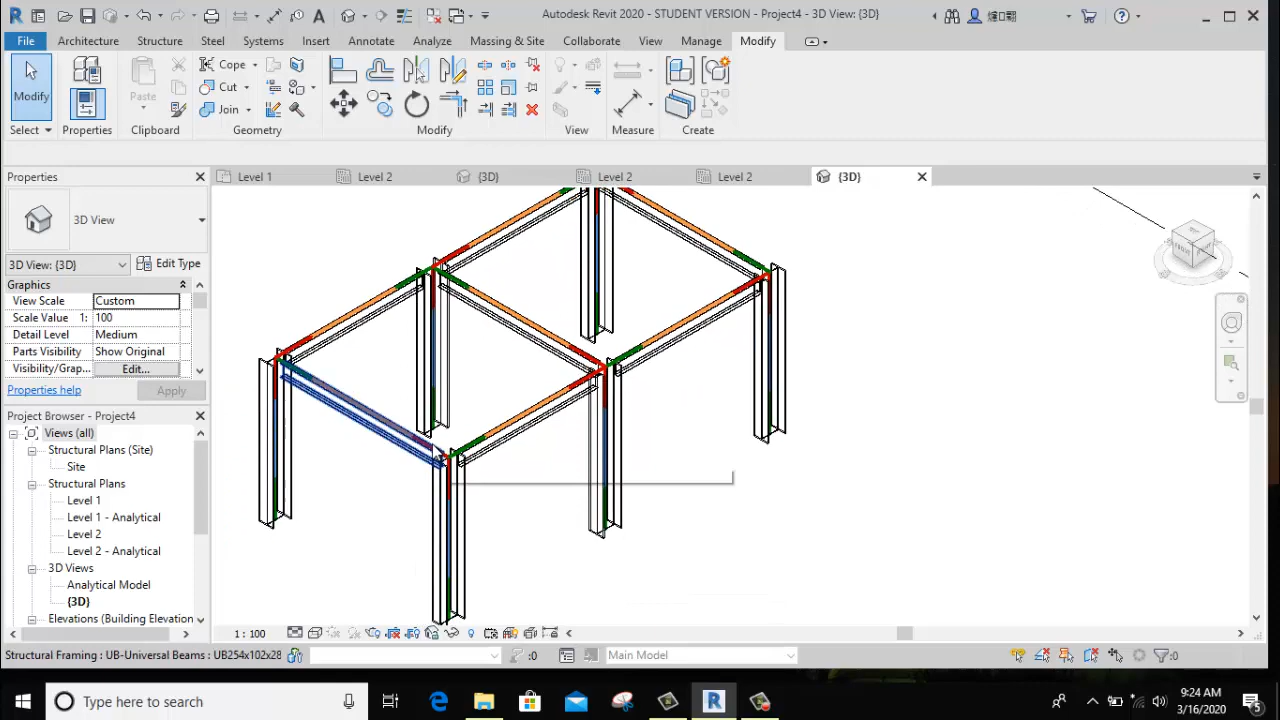 Autodesk Revit 2020 - STUDENT VERSION - Project4 - 3D View: {3D}
File Architecture Structure Steel Systems Insert Annotate Analyze Massing & Site Collaborate View Manage Modify
Modify Paste Cope Cut Join
Select Properties Clipboard Geometry Modify View Measure Create
Properties
Level 1 Level 2 {3D} Level 2 Level 2 {3D}
3D View
3D View: {3D} Edit Type
Graphics
View Scale Custom
Scale Value 1: 100
Detail Level Medium
Parts Visibility Show Original
Visibility/Grap... Edit...
Properties help Apply
Project Browser - Project4
Views (all)
Structural Plans (Site)
Site
Structural Plans
Level 1
Level 1 - Analytical
Level 2
Level 2 - Analytical
3D Views
Analytical Model
{3D}
Elevations (Building Elevation
1 : 100
Structural Framing : UB-Universal Beams : UB254x102x28 :0 Main Model :0
Type here to search
9:24 AM
3/16/2020
5